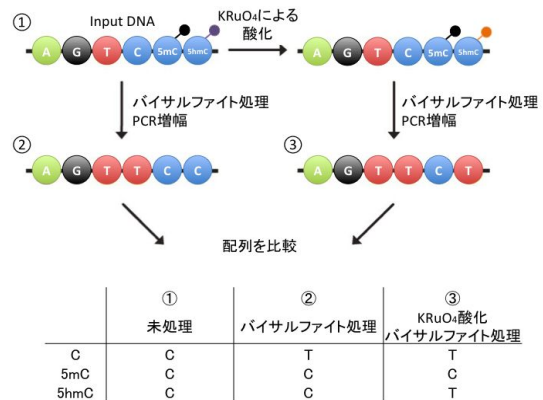 ①
Input DNA
KRuO₄による
酸化
A G T C 5mC 5hmC
A G T C 5mC 5hmC
バイサルファイト処理
PCR増幅
バイサルファイト処理
PCR増幅
②
③
A G T T C C
A G T T C T
配列を比較
① ② ③
未処理 バイサルファイト処理 KRuO₄酸化
バイサルファイト処理
C C T T
5mC C C C
5hmC C C T